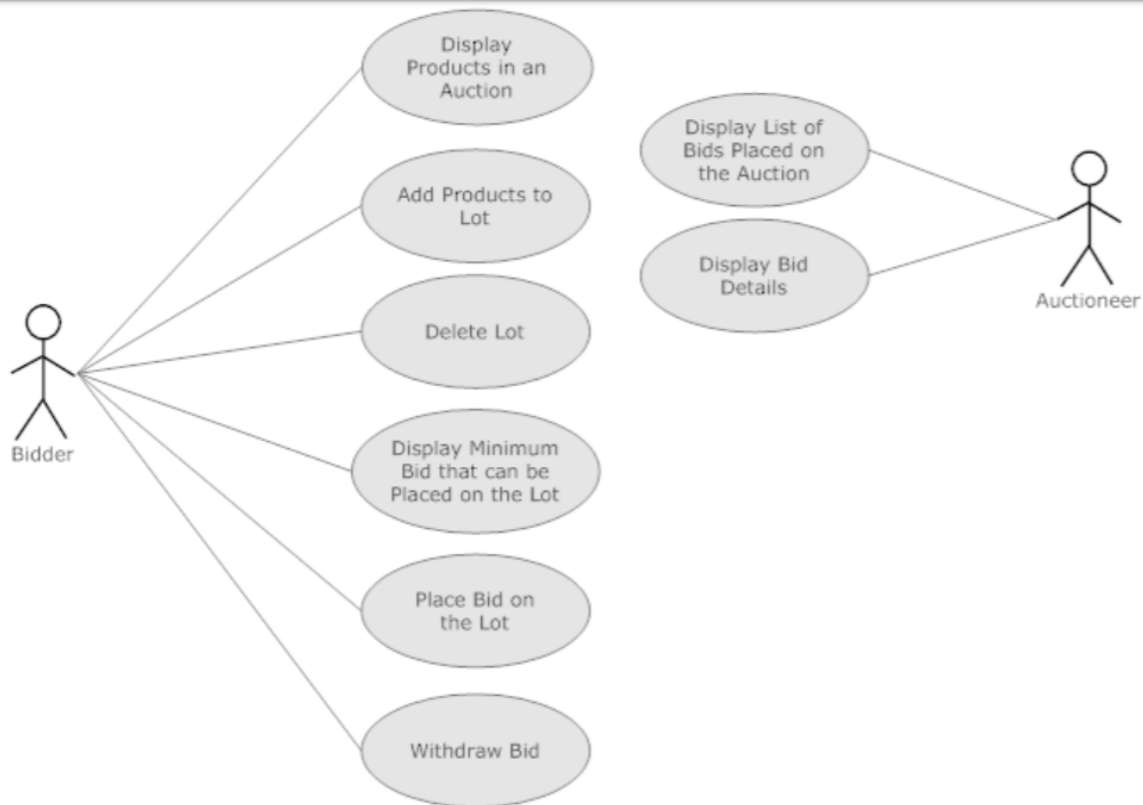 Display
Products in an
Auction
Add Products to
Lot
Delete Lot
Display Minimum
Bid that can be
Placed on the Lot
Place Bid on
the Lot
Withdraw Bid
Bidder
Display List of
Bids Placed on
the Auction
Display Bid
Details
Auctioneer